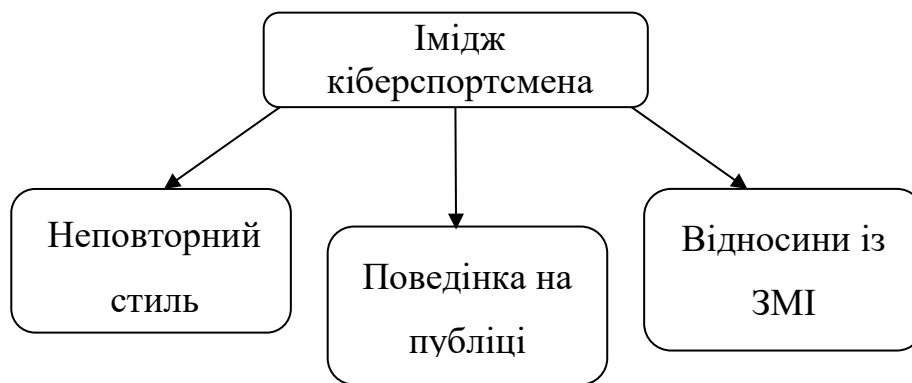 Імідж
кіберспортсмена
Неповторний
стиль
Поведінка на
публіці
Відносини із
ЗМІ